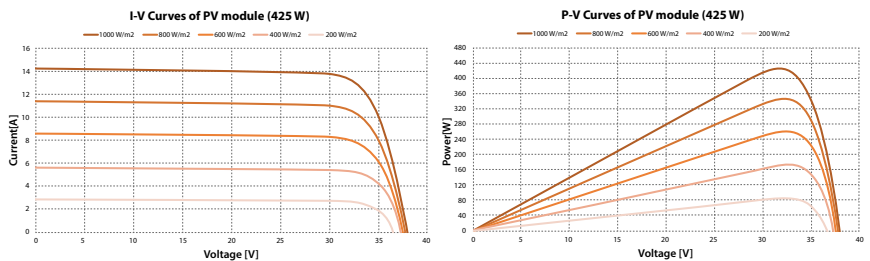 I-V Curves of PV module (425 W)
1000 W/m2 800 W/m2 600 W/m2 400 W/m2 200 W/m2
16
14
12
10
8
6
4
2
0
Current[A]
0 5 10 15 20 25 30 35 40
Voltage [V]
P-V Curves of PV module (425 W)
1000 W/m2 800 W/m2 600 W/m2 400 W/m2 200 W/m2
480
440
400
360
320
280
240
200
160
120
80
40
0
Power[W]
0 5 10 15 20 25 30 35 40
Voltage [V]